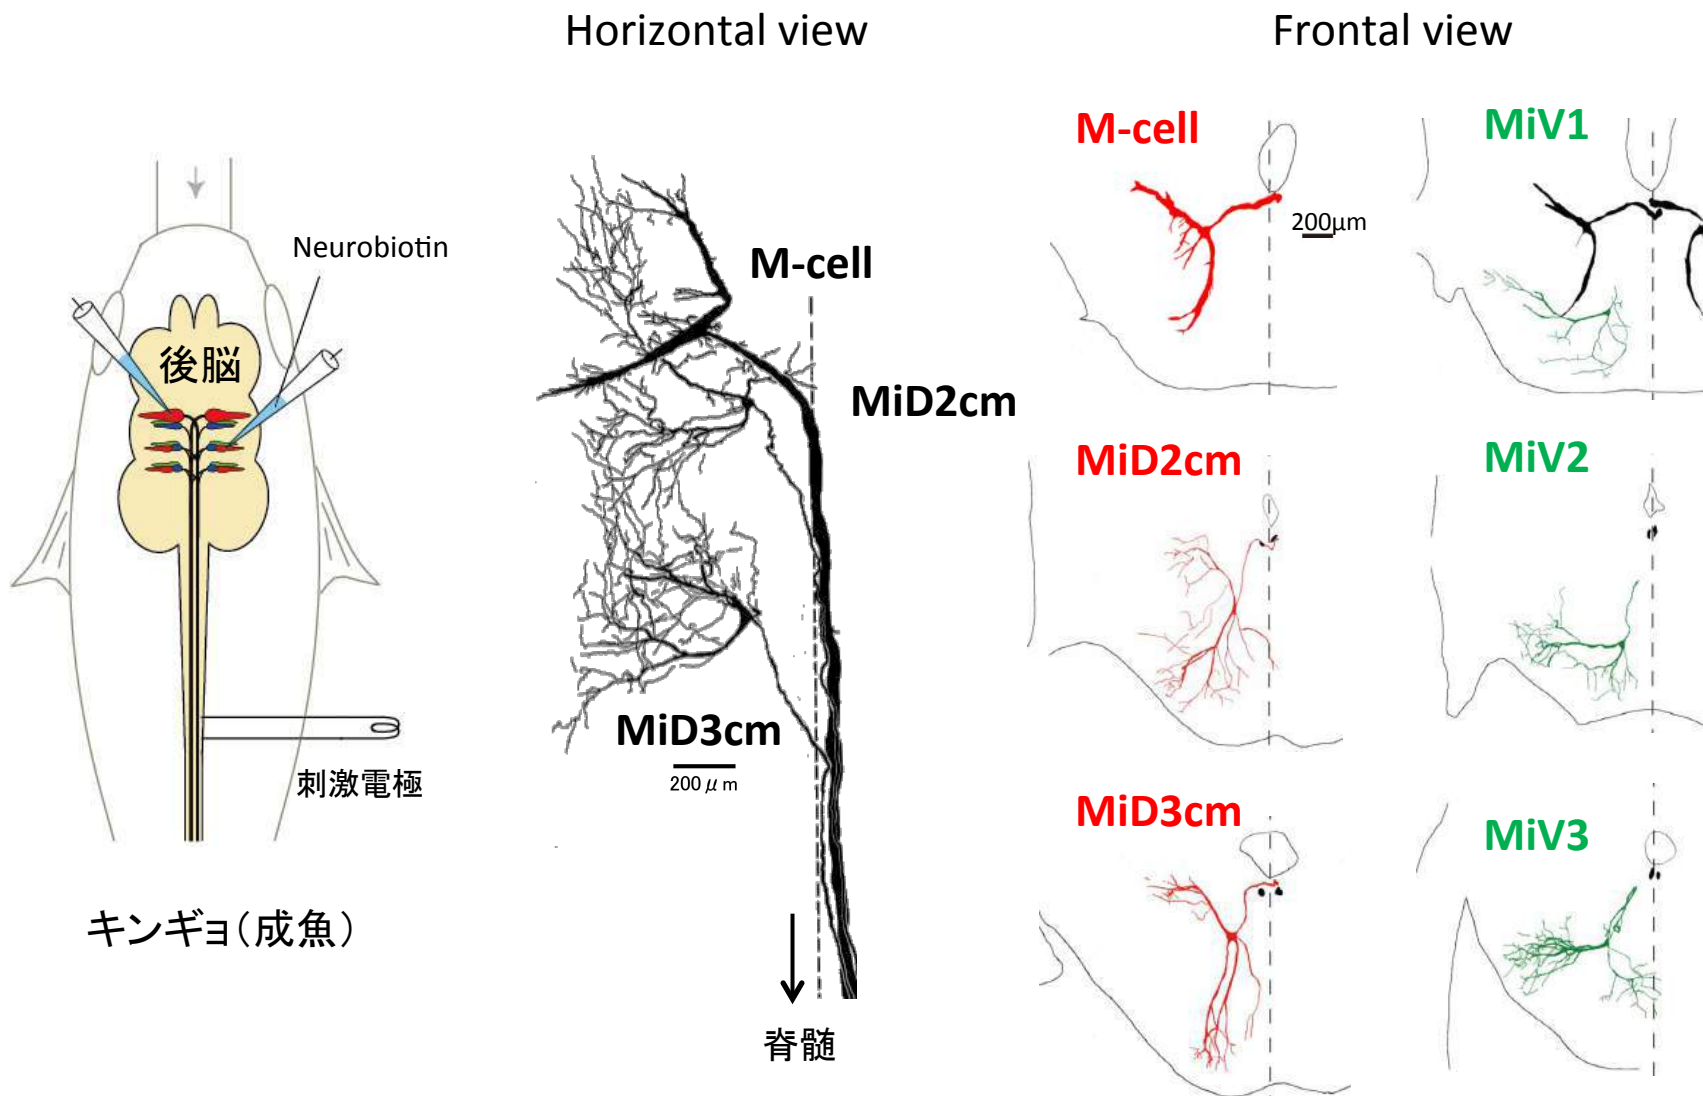 Horizontal view
Frontal view
Neurobiotin
後脳
刺激電極
キンギョ(成魚)
M-cell
MiD2cm
MiD3cm
200μm
脊髄
M-cell
200μm
MiV1
MiD2cm
MiV2
MiD3cm
MiV3